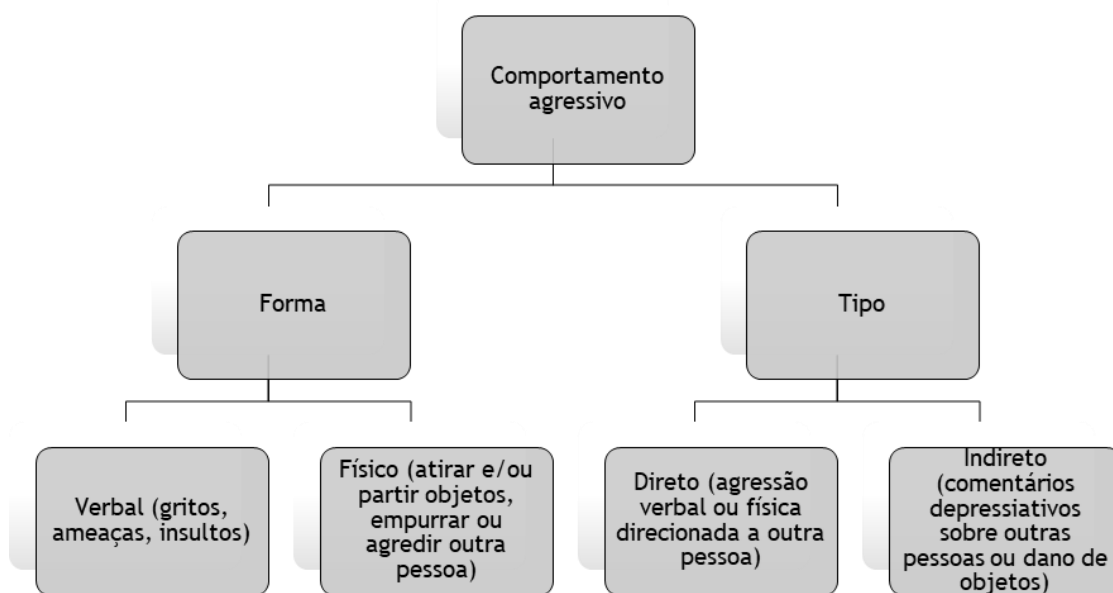 Comportamento
agressivo
Forma
Tipo
Verbal (gritos,
ameaças, insultos)
Físico (atirar e/ou
partir objetos,
empurrar ou
agredir outra
pessoa)
Direto (agressão
verbal ou física
direcionada a outra
pessoa)
Indireto
(comentários
depressiativos
sobre outras
pessoas ou dano de
objetos)